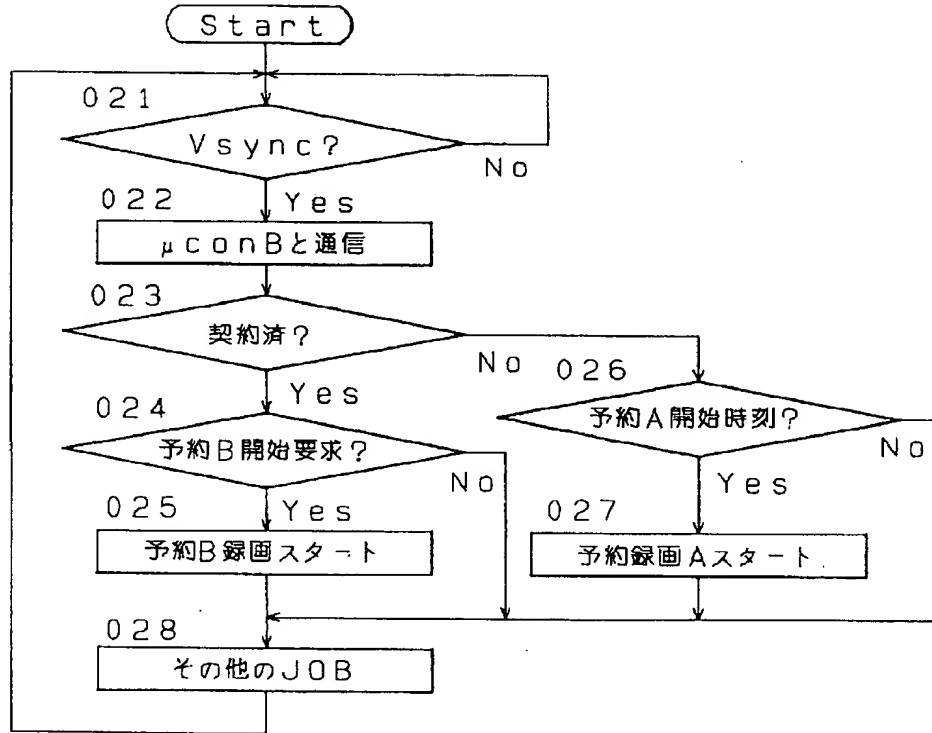 Start
021
Vsync?
No
022
Yes
μconBと通信
023
契約済?
No
026
Yes
024
予約A開始時刻?
予約B開始要求?
No
No
Yes
025
Yes
027
予約B録画スタート
予約録画Aスタート
028
その他のJOB